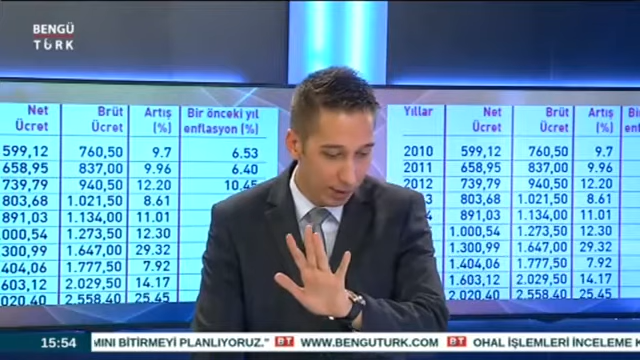 BENGÜ
TÜRK
Net Brüt Artış Bir önceki yıl
Ücret Ücret (%) enflasyon (%)
599,12 760,50 9.7 6.53
658,95 837,00 9.96 6.40
739,79 940,50 12.20 10.45
803,68 1.021,50 8.61
891,03 1.134,00 11.01
000,54 1.273,50 12.30
300,99 1.647,00 29.32
404,06 1.777,50 7.92
603,12 2.029,50 14.17
020,40 2.558,40 25.45
Yıllar Net Brüt Artış Bir
Ücret Ücret (%) en
2010 599,12 760,50 9.7
2011 658,95 837,00 9.96
2012 739,79 940,50 12.20
803,68 1.021,50 8.61
891,03 1.134,00 11.01
1.000,54 1.273,50 12.30
1.300,99 1.647,00 29.32
1.404,06 1.777,50 7.92
1.603,12 2.029,50 14.17
2.020,40 2.558,40 25.45
15:54 MINI BİTİRMEYİ PLANLIYORUZ." BT WWW.BENGUTURK.COM BT OHAL İŞLEMLERİ İNCELEME K